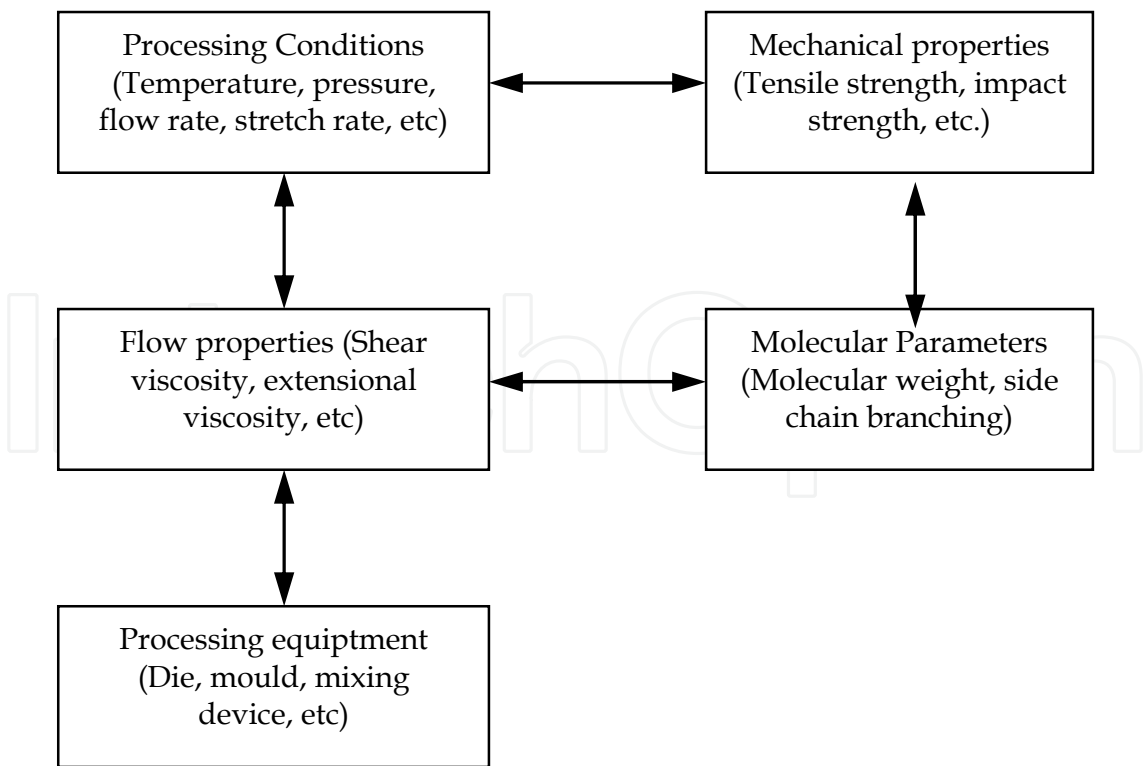 Processing Conditions
(Temperature, pressure,
flow rate, stretch rate, etc)
Mechanical properties
(Tensile strength, impact
strength, etc.)
Flow properties (Shear
viscosity, extensional
viscosity, etc)
Molecular Parameters
(Molecular weight, side
chain branching)
Processing equiptment
(Die, mould, mixing
device, etc)